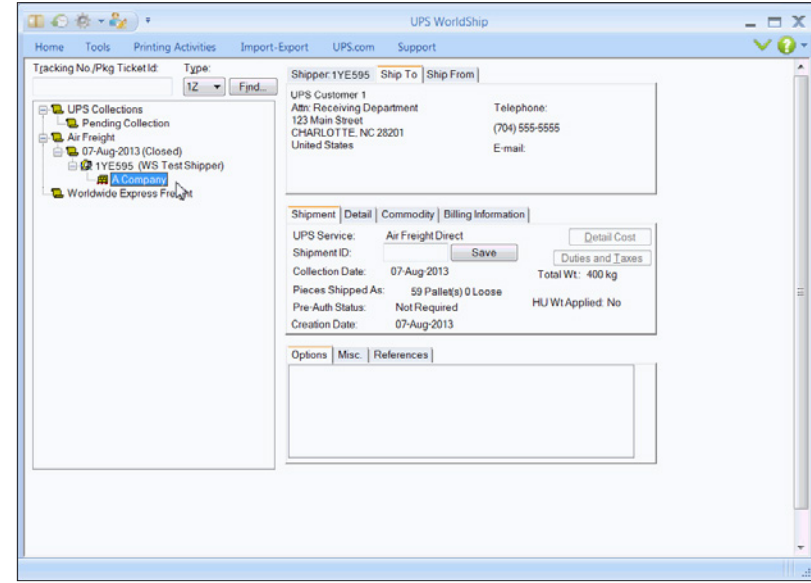 UPS WorldShip
Home Tools Printing Activities Import-Export UPS.com Support
Tracking No./Pkg Ticket Id: Type:
1Z Find...
UPS Collections
Pending Collection
Air Freight
07-Aug-2013 (Closed)
1YE595 (WS Test Shipper)
A Company
Worldwide Express Freight
Shipper: 1YE595 Ship To Ship From
UPS Customer 1
Attn: Receiving Department Telephone:
123 Main Street
(704) 555-5555
CHARLOTTE, NC 28201
United States E-mail:
Shipment Detail Commodity Billing Information
UPS Service: Air Freight Direct Detail Cost
Shipment ID: Save Duties and Taxes
Collection Date: 07-Aug-2013 Total Wt.: 400 kg
Pieces Shipped As: 59 Pallet(s) 0 Loose
Pre-Auth Status: Not Required HU Wt Applied: No
Creation Date: 07-Aug-2013
Options Misc. References